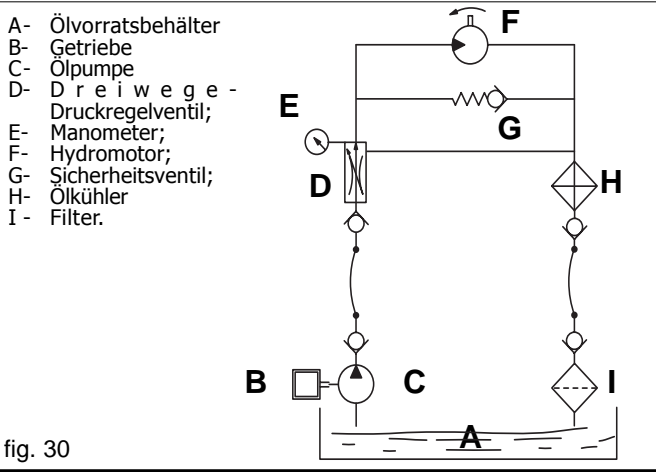 A- Ölvorratsbehälter
B- Getriebe
C- Ölpumpe
D- D r e i w e g e -
Druckregelventil;
E- Manometer;
F- Hydromotor;
G- Sicherheitsventil;
H- Ölkühler
I - Filter.
F
E
G
D
H
B
C
I
A
fig. 30